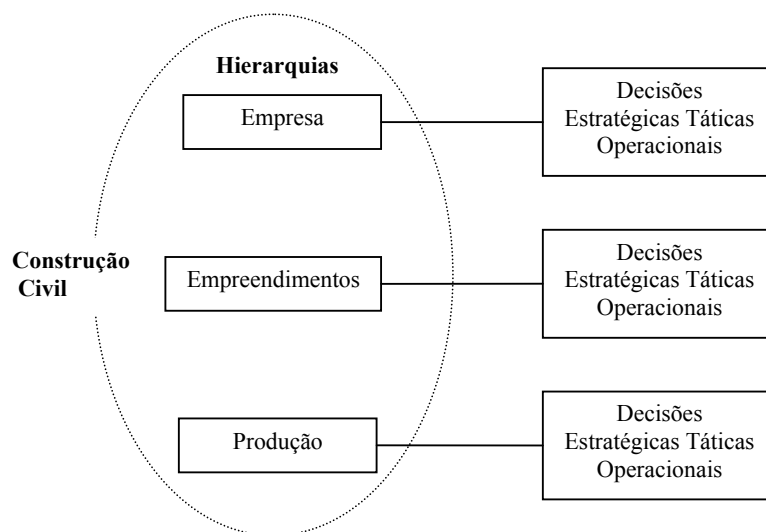 Hierarquias
Empresa
Decisões
Estratégicas Táticas
Operacionais
Construção
Civil
Empreendimentos
Decisões
Estratégicas Táticas
Operacionais
Produção
Decisões
Estratégicas Táticas
Operacionais